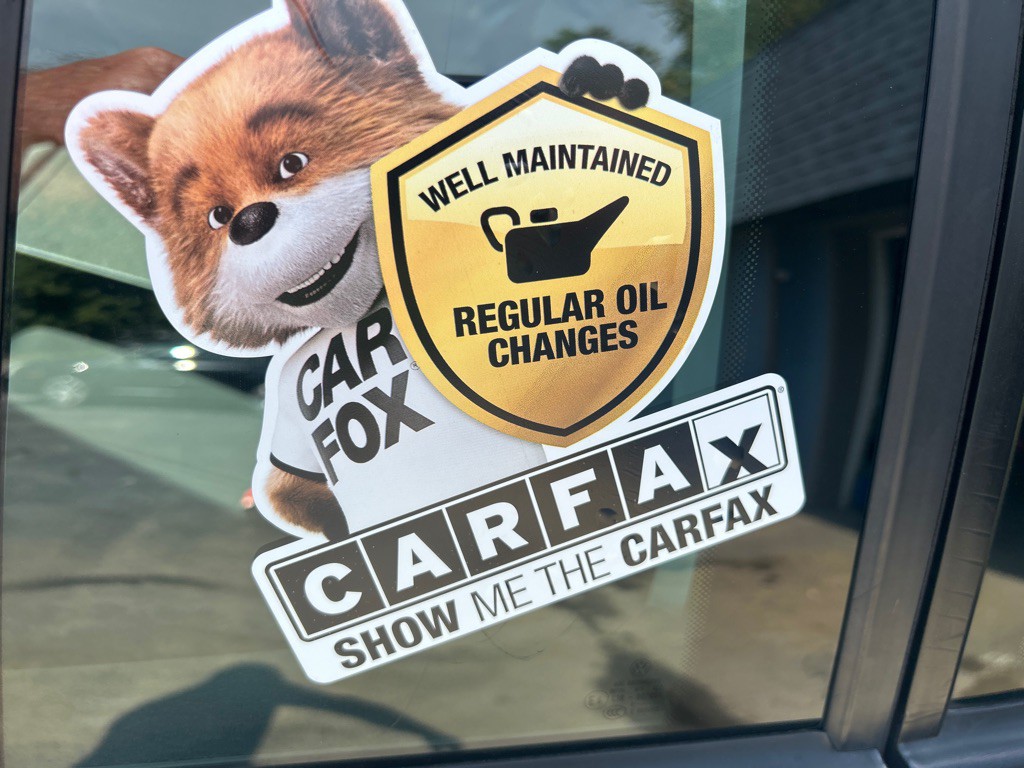 WELL MAINTAINED
REGULAR OIL
CHANGES
CAR
FOX
CARFAX
SHOW ME THE CARFAX